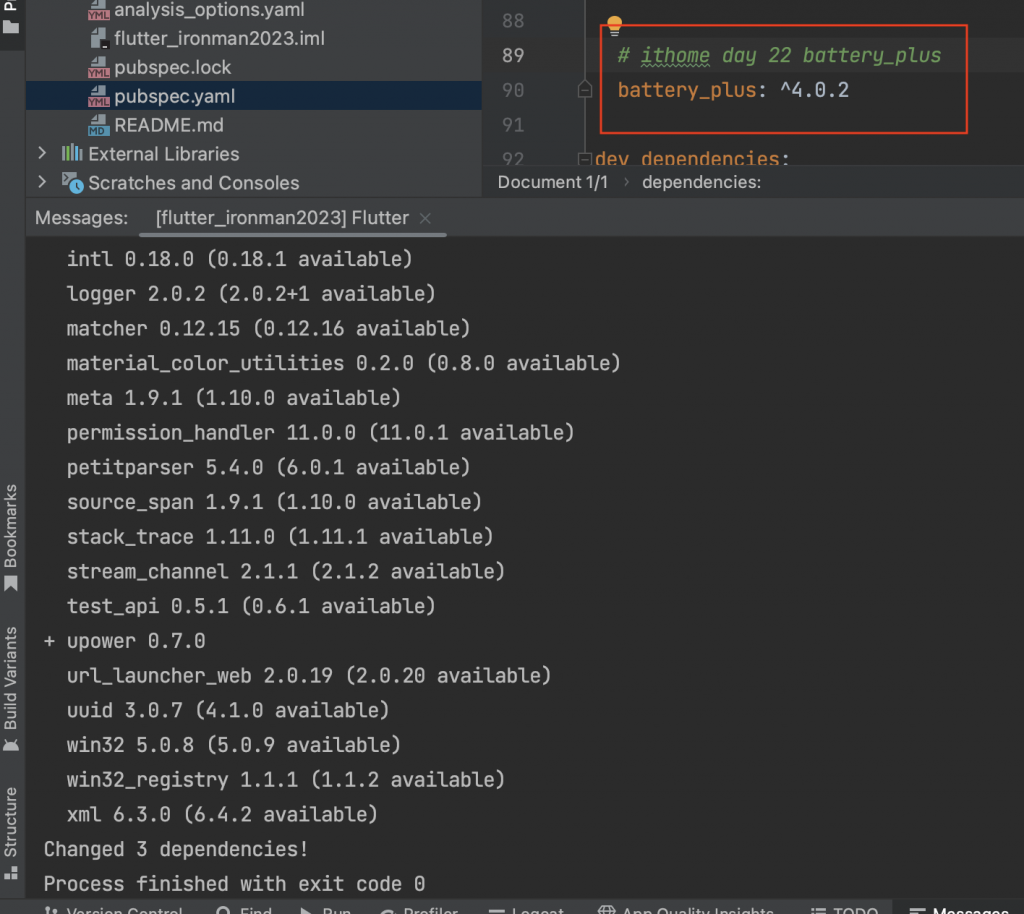 analysis_options.yaml
flutter_ironman2023.iml
pubspec.lock
pubspec.yaml
README.md
External Libraries
Scratches and Consoles
88
89 # ithome day 22 battery_plus
90 battery_plus: ^4.0.2
91
92 dev_dependencies:
Document 1/1 › dependencies:
Messages: [flutter_ironman2023] Flutter ×
intl 0.18.0 (0.18.1 available)
logger 2.0.2 (2.0.2+1 available)
matcher 0.12.15 (0.12.16 available)
material_color_utilities 0.2.0 (0.8.0 available)
meta 1.9.1 (1.10.0 available)
permission_handler 11.0.0 (11.0.1 available)
petitparser 5.4.0 (6.0.1 available)
source_span 1.9.1 (1.10.0 available)
stack_trace 1.11.0 (1.11.1 available)
stream_channel 2.1.1 (2.1.2 available)
test_api 0.5.1 (0.6.1 available)
+ upower 0.7.0
url_launcher_web 2.0.19 (2.0.20 available)
uuid 3.0.7 (4.1.0 available)
win32 5.0.8 (5.0.9 available)
win32_registry 1.1.1 (1.1.2 available)
xml 6.3.0 (6.4.2 available)
Changed 3 dependencies!
Process finished with exit code 0
Bookmarks
Build Variants
Structure
Version Control Find Run Profiler Logcat App Quality Insights TODO Messages